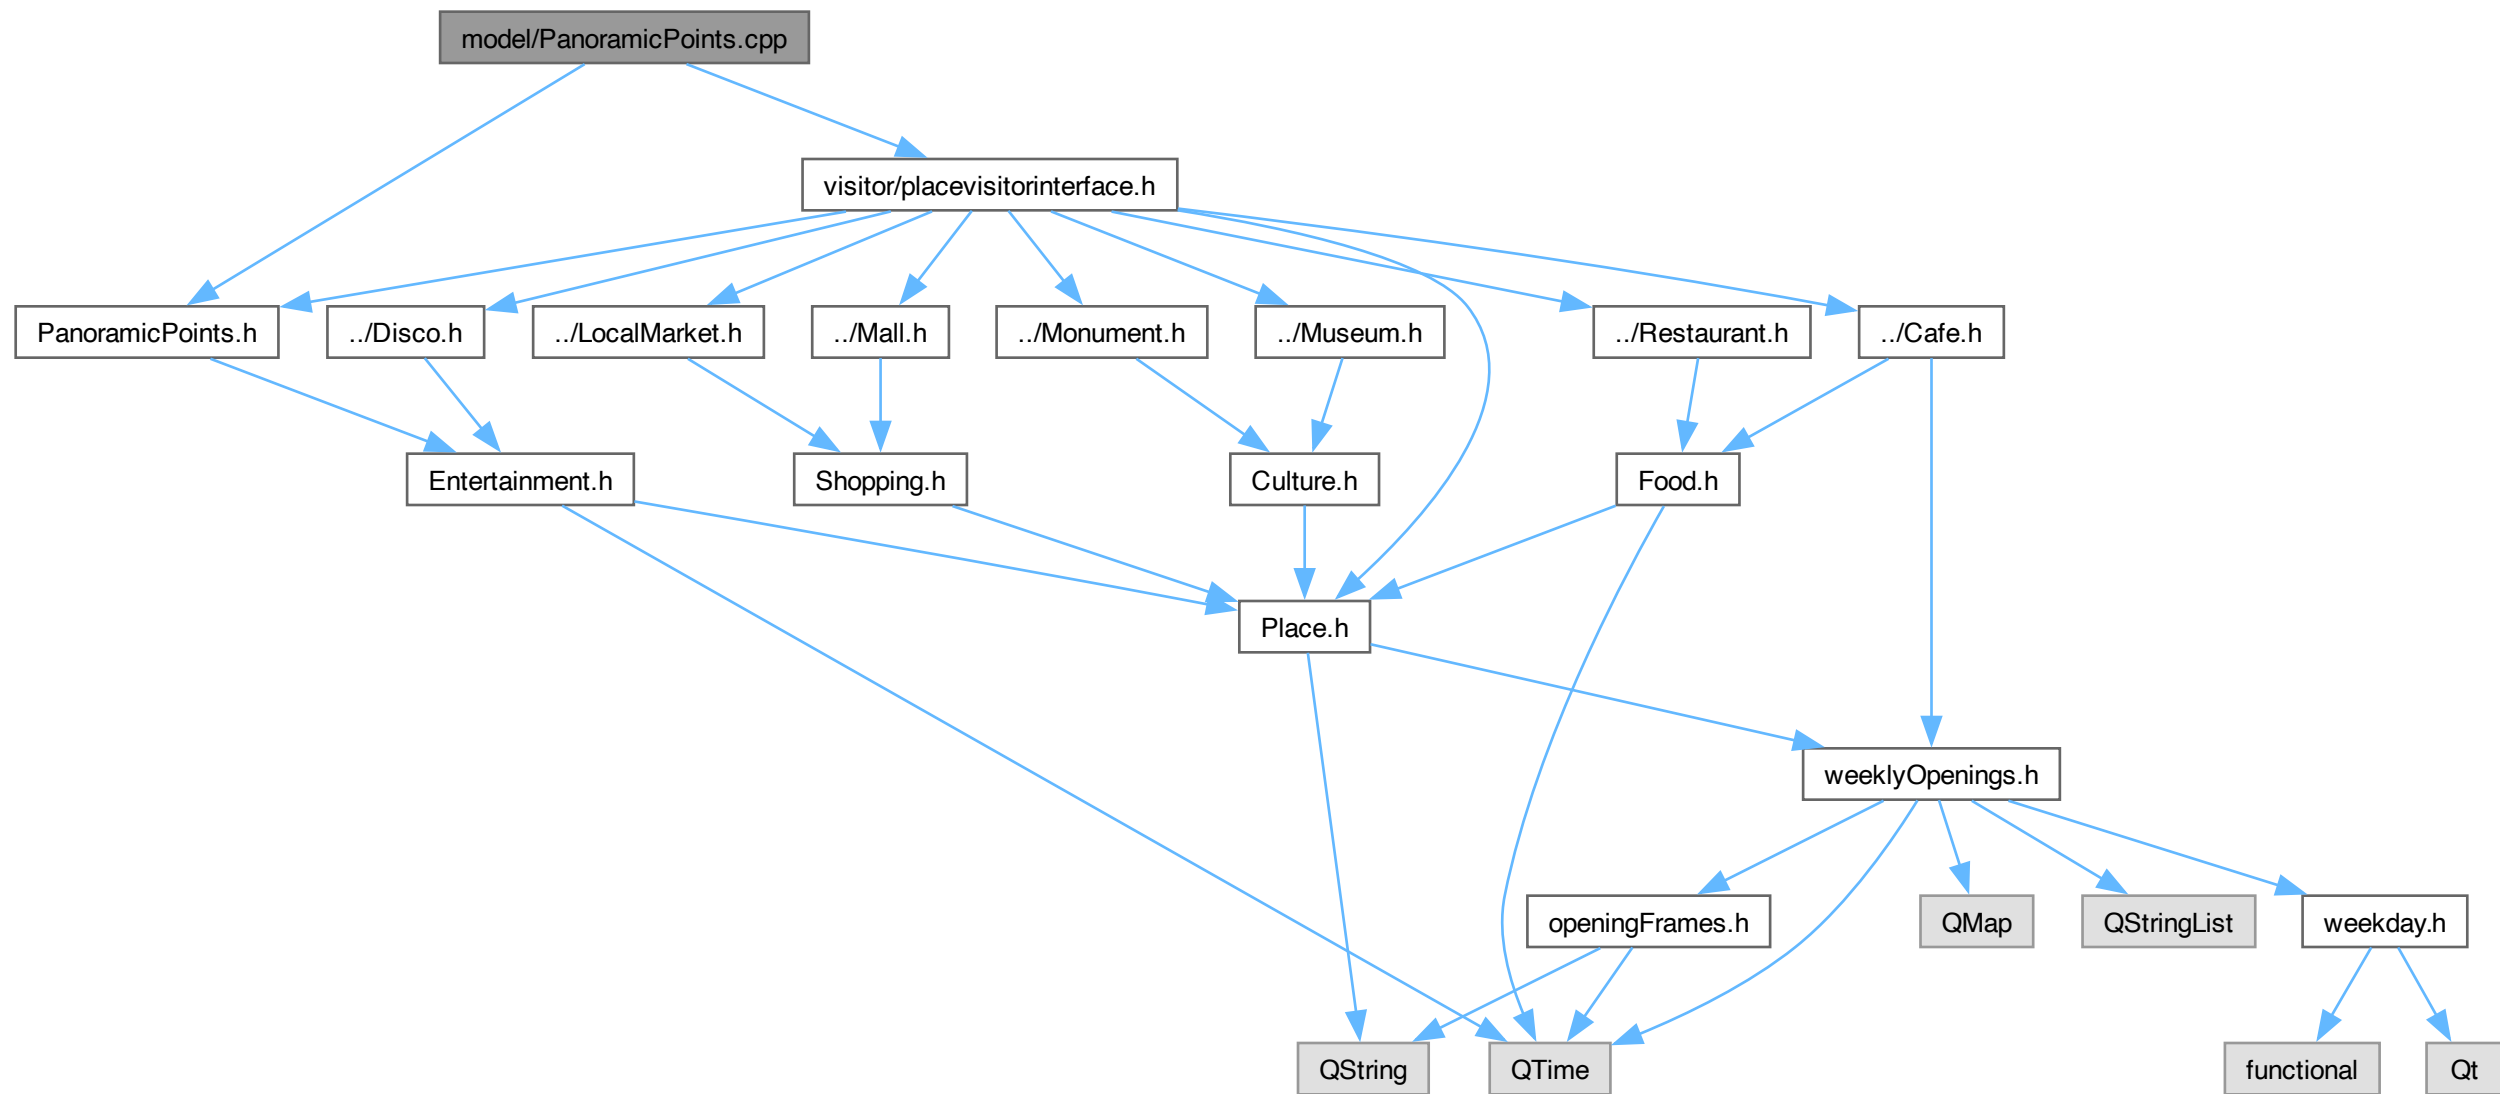 model/PanoramicPoints.cpp
visitor/placevisitorinterface.h
PanoramicPoints.h
../Disco.h
../LocalMarket.h
../Mall.h
../Monument.h
../Museum.h
../Restaurant.h
../Cafe.h
Entertainment.h
Shopping.h
Culture.h
Food.h
Place.h
weeklyOpenings.h
openingFrames.h
QMap
QStringList
weekday.h
QString
QTime
functional
Qt